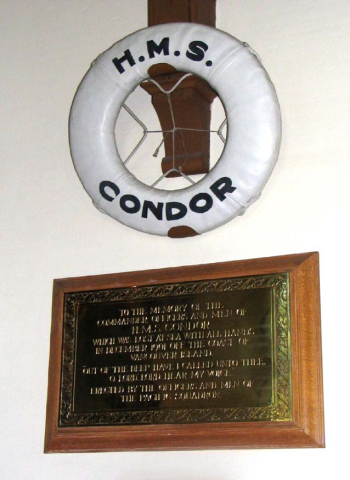 H.M.S.
CONDOR
TO THE MEMORY OF THE
COMMANDER OFFICERS AND MEN OF
H.M.S. CONDOR
WHICH WAS LOST AT SEA WITH ALL HANDS
IN DECEMBER 1901 OFF THE COAST OF
VANCOUVER ISLAND.
"OUT OF THE DEEP HAVE I CALLED UNTO THEE,
O LORD LORD HEAR MY VOICE."
ERECTED BY THE OFFICERS AND MEN OF
THE PACIFIC SQUADRON